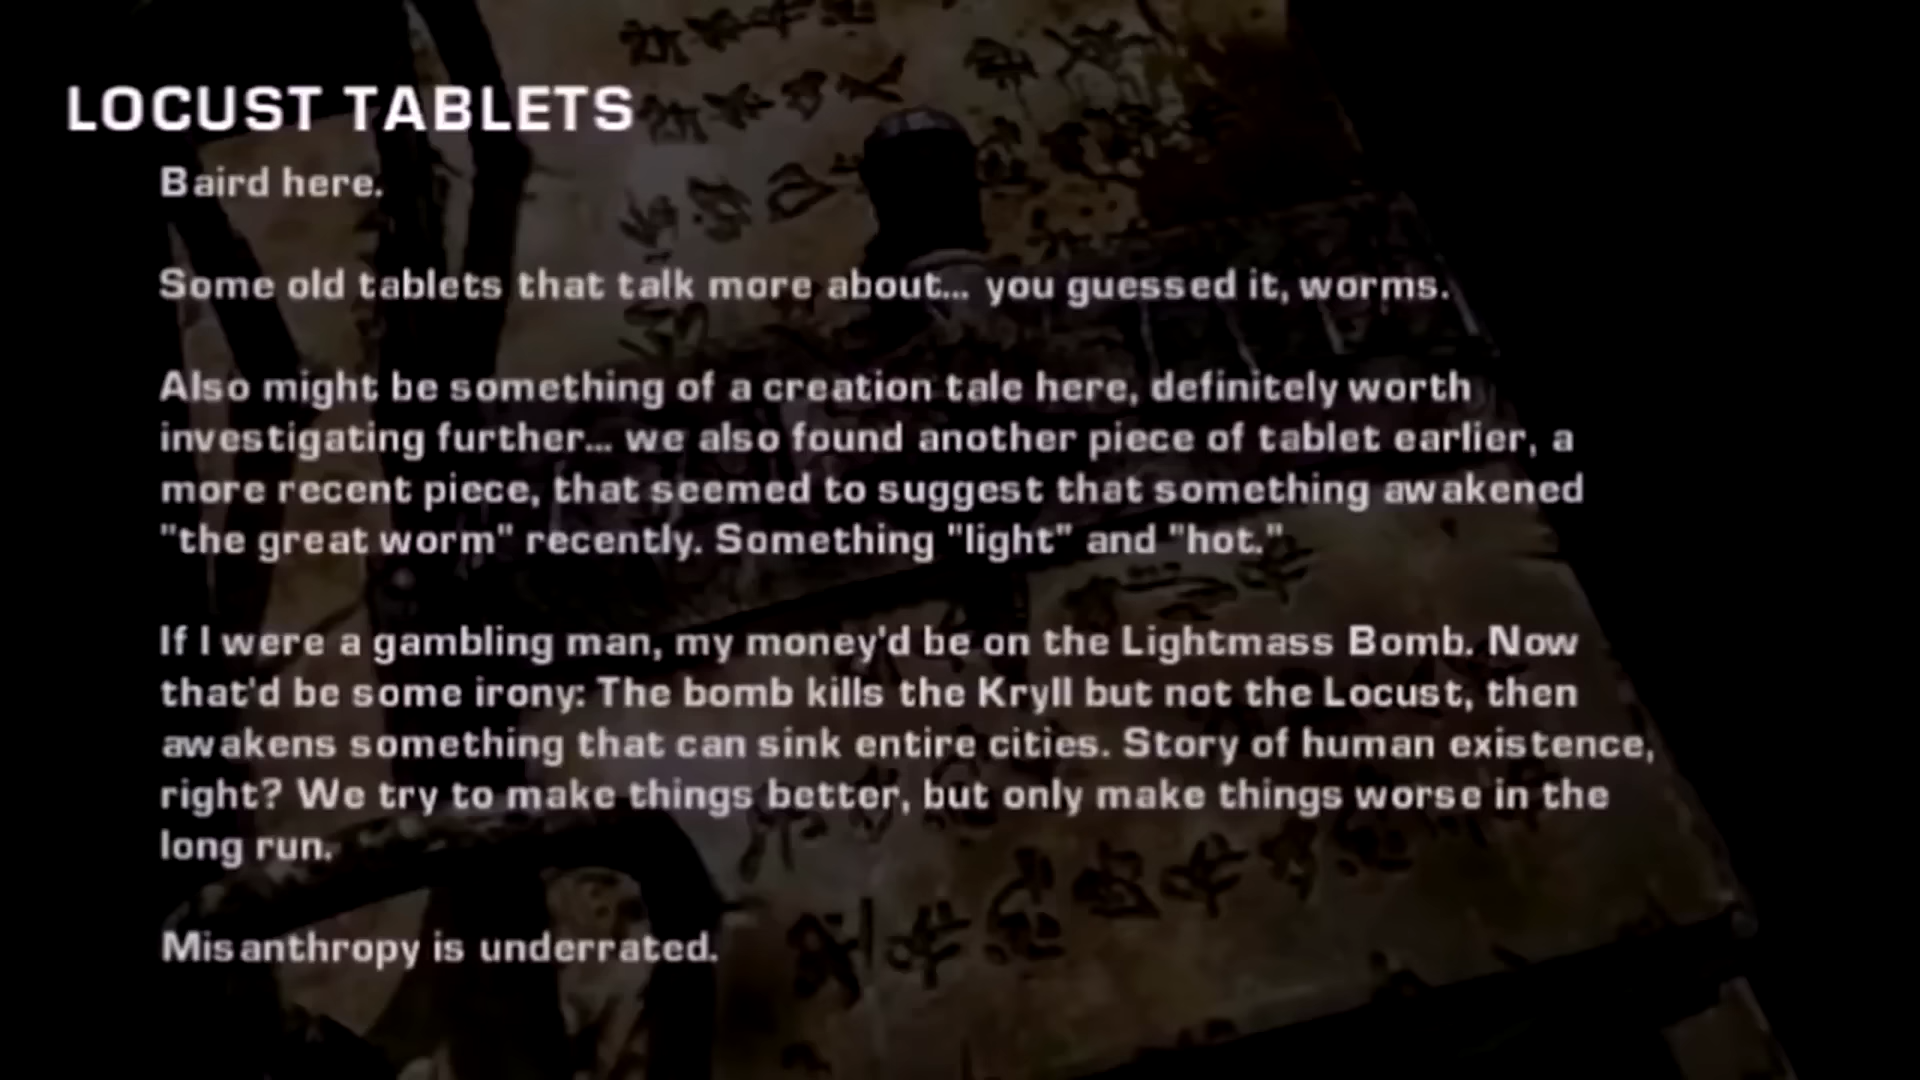 LOCUST TABLETS
Baird here.
Some old tablets that talk more about... you guessed it, worms.
Also might be something of a creation tale here, definitely worth
investigating further... we also found another piece of tablet earlier, a
more recent piece, that seemed to suggest that something awakened
"the great worm" recently. Something "light" and "hot."
If I were a gambling man, my money'd be on the Lightmass Bomb. Now
that'd be some irony: The bomb kills the Kryll but not the Locust, then
awakens something that can sink entire cities. Story of human existence,
right? We try to make things better, but only make things worse in the
long run.
Misanthropy is underrated.